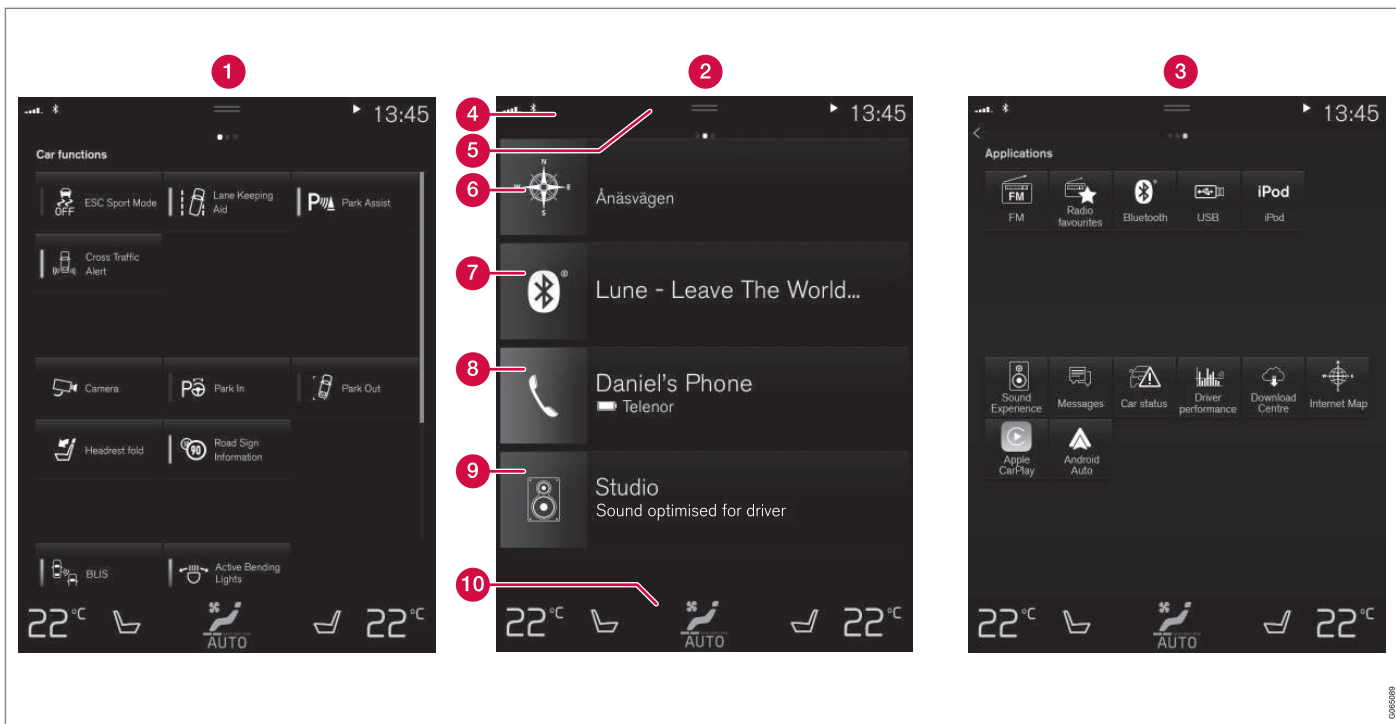 1
2
3
13:45
Car functions
OFF
ESC Sport Mode
Lane Keeping
Aid
P
Park Assist
Cross Traffic
Alert
Camera
P
Park In
Park Out
Headrest fold
90
Road Sign
Information
BLIS
Active Bending
Lights
22°C
AUTO
22°C
4
13:45
5
6
N
W
E
S
Ånäsvägen
7
®
Lune - Leave The World...
8
Daniel's Phone
Telenor
9
Studio
Sound optimised for driver
10
22°C
AUTO
22°C
13:45
Applications
FM
FM
Radio
favourites
Bluetooth
USB
iPod
iPod
Sound
Experience
Messages
Car status
Driver
performance
Download
Centre
Internet Map
Apple
CarPlay
Android
Auto
22°C
AUTO
22°C
G065089